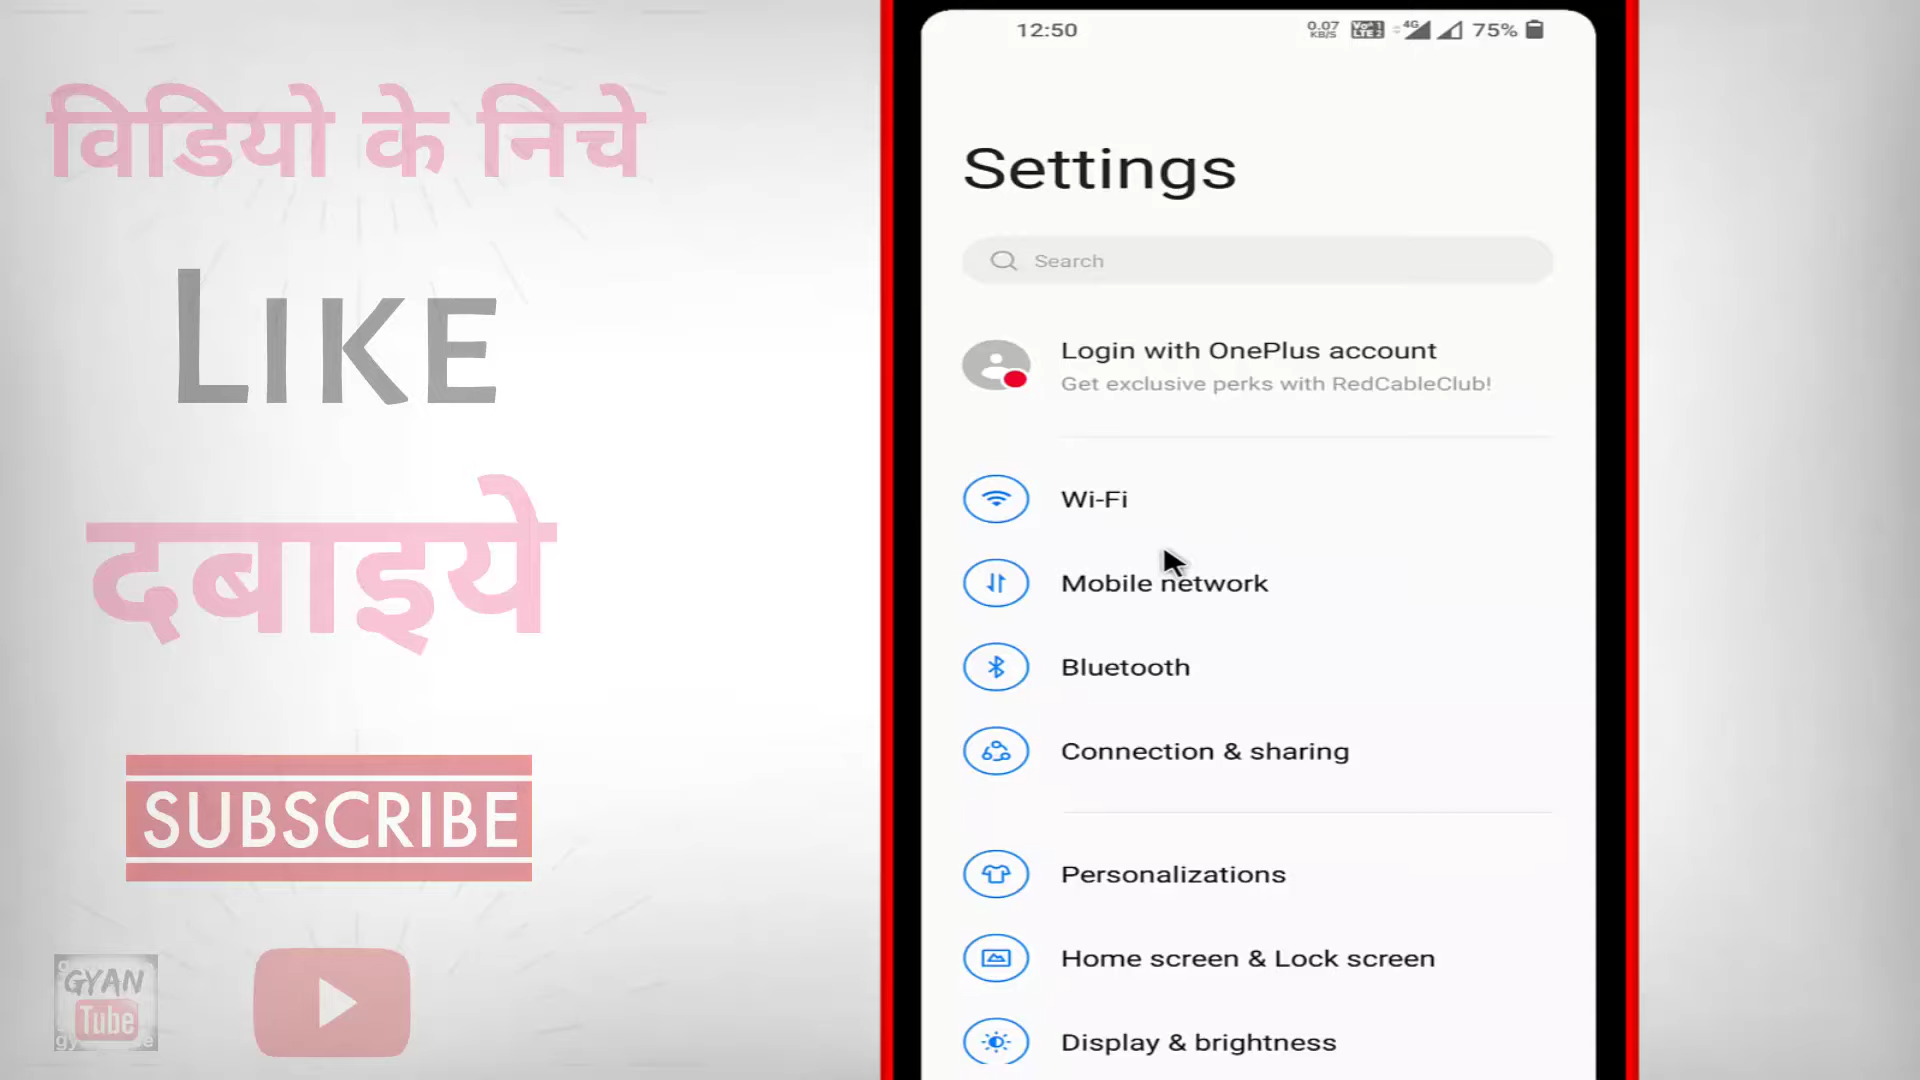 विडियो के निचे
LIKE
दबाइये
SUBSCRIBE
GYAN
Tube
12:50
0.07
KB/S
4G
75%
Settings
Search
Login with OnePlus account
Get exclusive perks with RedCableClub!
Wi-Fi
Mobile network
Bluetooth
Connection & sharing
Personalizations
Home screen & Lock screen
Display & brightness